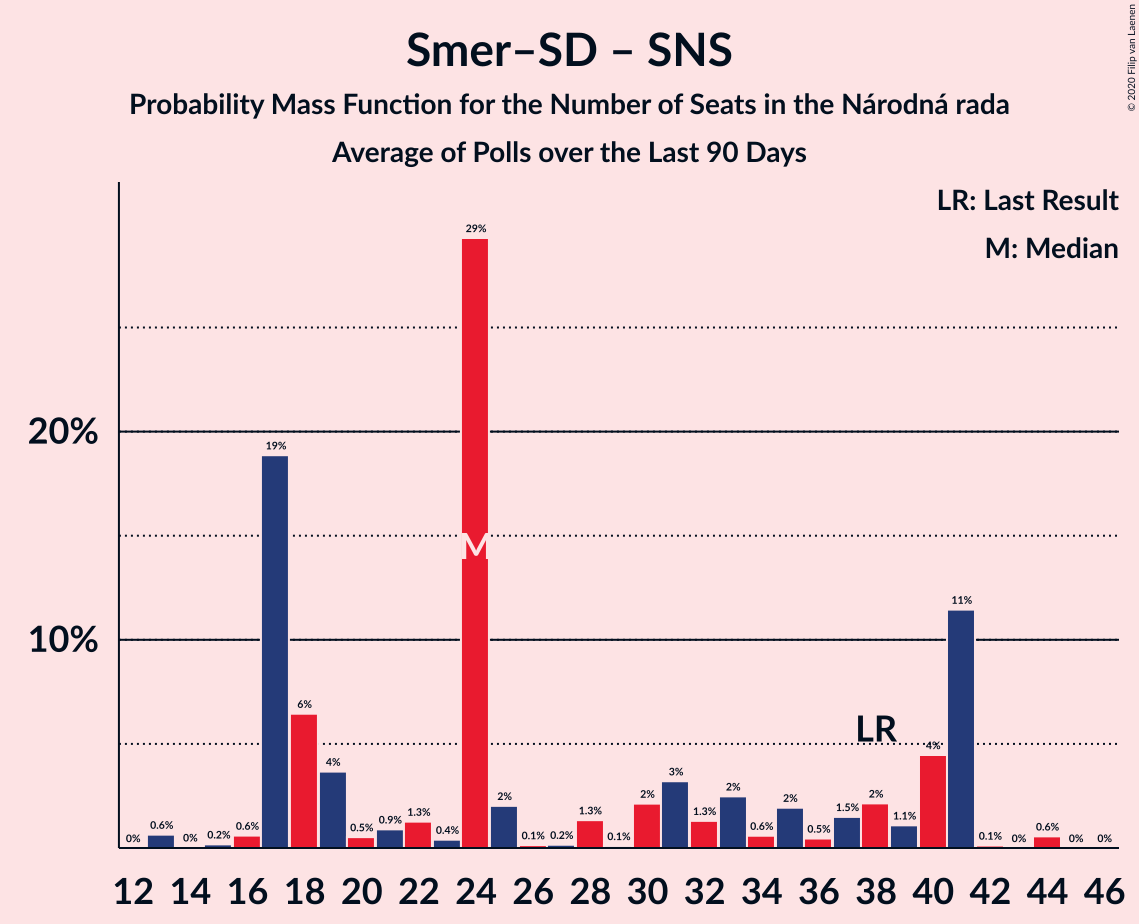 Smer–SD – SNS
Probability Mass Function for the Number of Seats in the Národná rada
Average of Polls over the Last 90 Days
© 2020 Filip van Laenen
LR: Last Result
M: Median
20%
10%
0% 0.6% 0% 0.2% 0.6% 19% 6% 4% 0.5% 0.9% 1.3% 0.4% 29% 2% 0.1% 0.2% 1.3% 0.1% 2% 3% 1.3% 2% 0.6% 2% 0.5% 1.5% 2% 1.1% 4% 11% 0.1% 0% 0.6% 0% 0%
M
LR
12 14 16 18 20 22 24 26 28 30 32 34 36 38 40 42 44 46